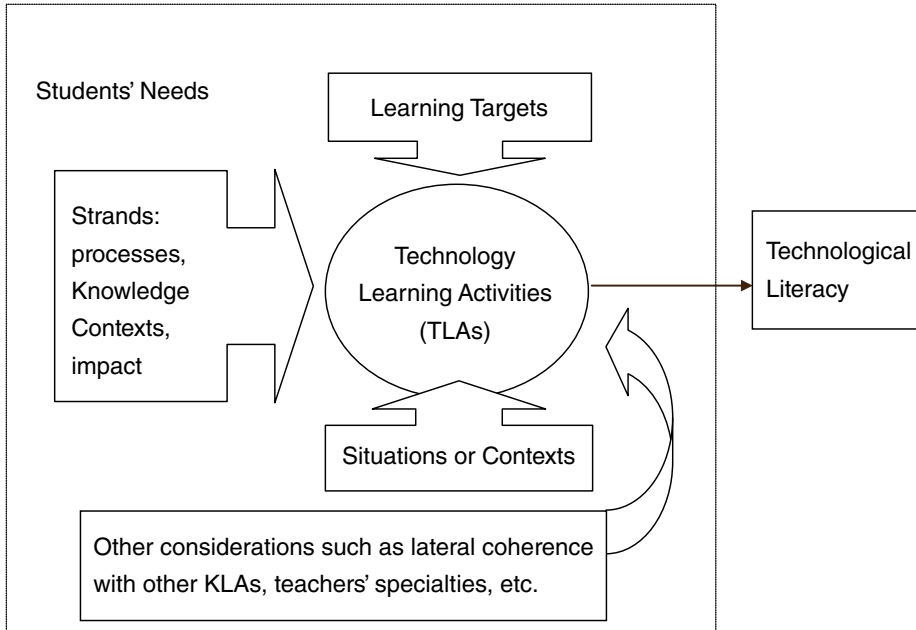 Students’ Needs
Learning Targets
Strands:
processes,
Knowledge
Contexts,
impact
Technology
Learning Activities
(TLAs)
Technological
Literacy
Situations or Contexts
Other considerations such as lateral coherence
with other KLAs, teachers’ specialties, etc.